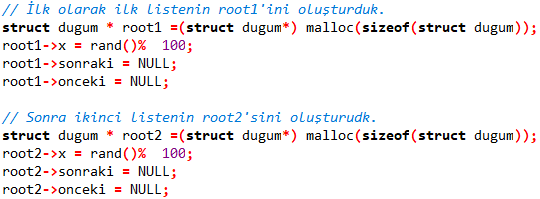 // İlk olarak ilk listenin root1'ini oluşturduk.
struct dugum * root1 =(struct dugum*) malloc(sizeof(struct dugum));
root1->x = rand()%  100;
root1->sonraki = NULL;
root1->onceki = NULL;
// Sonra ikinci listenin root2'sini oluşturudk.
struct dugum * root2 =(struct dugum*) malloc(sizeof(struct dugum));
root2->x = rand()%  100;
root2->sonraki = NULL;
root2->onceki = NULL;